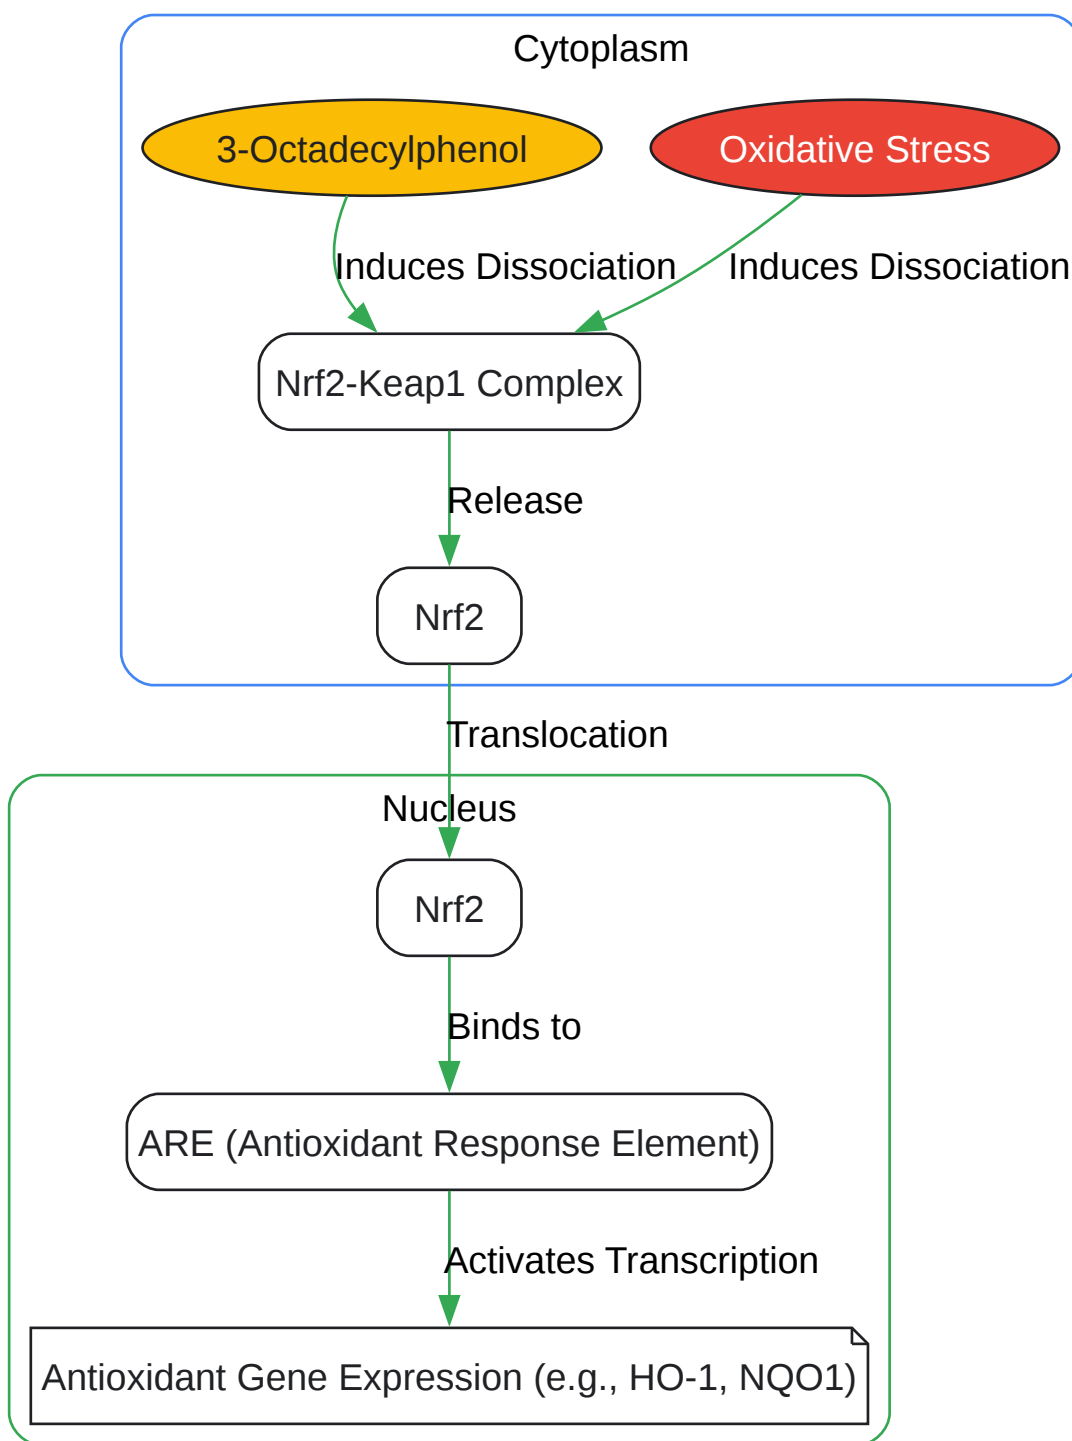 Cytoplasm
3-Octadecylphenol
Oxidative Stress
Induces Dissociation
Induces Dissociation
Nrf2-Keap1 Complex
Release
Nrf2
Translocation
Nucleus
Nrf2
Binds to
ARE (Antioxidant Response Element)
Activates Transcription
Antioxidant Gene Expression (e.g., HO-1, NQO1)